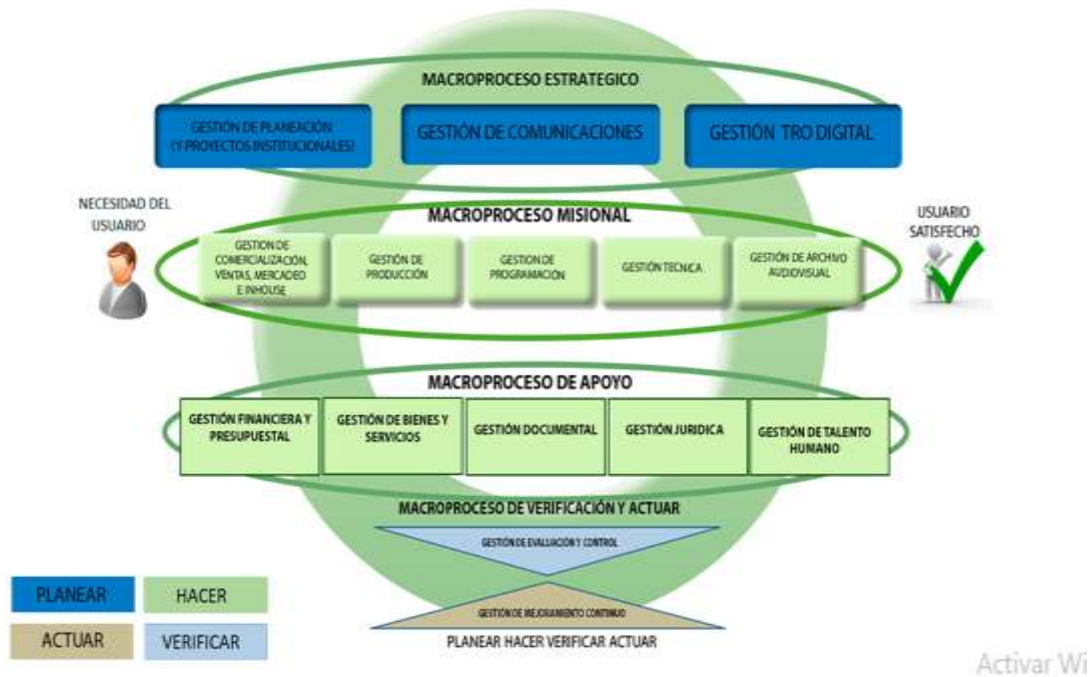 MACROPROCESO ESTRATEGICO
GESTIÓN DE PLANEACIÓN
(Y PROYECTOS INSTITUCIONALES)
GESTIÓN DE COMUNICACIONES
GESTIÓN TRO DIGITAL
NECESIDAD DEL
USUARIO
MACROPROCESO MISIONAL
USUARIO
SATISFECHO
GESTION DE
COMERCIALIZACIÓN,
VENTAS, MERCADEO
E INHOUSE
GESTIÓN DE
PRODUCCIÓN
GESTION DE
PROGRAMACIÓN
GESTIÓN TECNICA
GESTIÓN DE ARCHIVO
AUDIOVISUAL
MACROPROCESO DE APOYO
GESTIÓN FINANCIERA Y
PRESUPUESTAL
GESTIÓN DE BIENES Y
SERVICIOS
GESTIÓN DOCUMENTAL
GESTIÓN JURIDICA
GESTIÓN DE TALENTO
HUMANO
MACROPROCESO DE VERIFICACIÓN Y ACTUAR
GESTIÓN DE EVALUACIÓN Y CONTROL
GESTIÓN DE MEJORAMIENTO CONTINUO
PLANEAR HACER VERIFICAR ACTUAR
PLANEAR
HACER
ACTUAR
VERIFICAR
Activar Wi